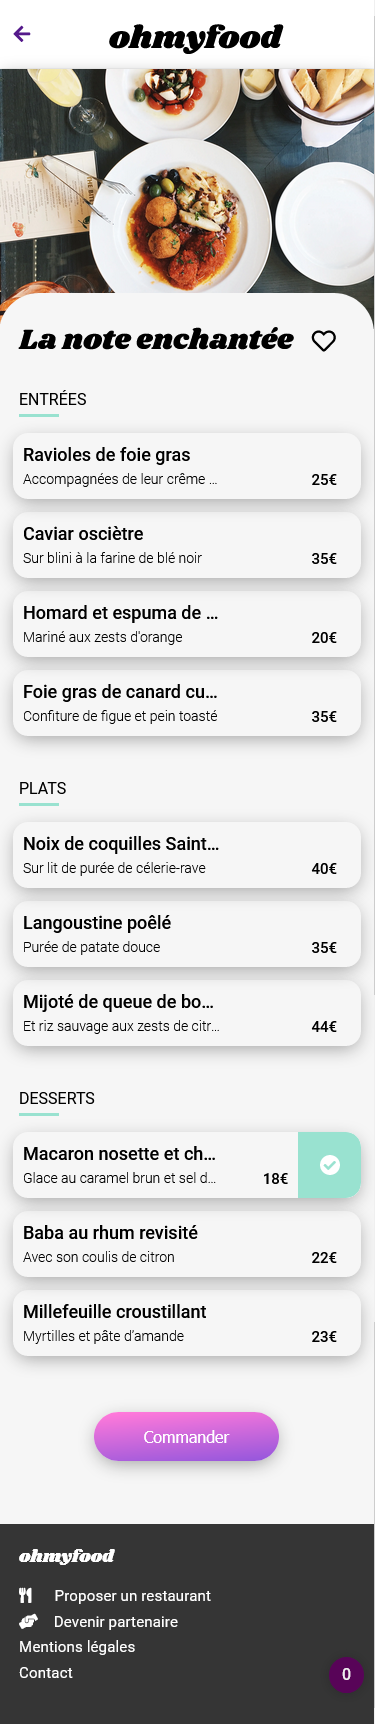 ohmyfood
La note enchantée
ENTRÉES
Ravioles de foie gras
Accompagnées de leur crême ... 25€
Caviar oscìètre
Sur blini à la farine de blé noir 35€
Homard et espuma de ...
Mariné aux zests d'orange 20€
Foie gras de canard cu...
Confiture de figue et pein toasté 35€
PLATS
Noix de coquilles Saint...
Sur lit de purée de célerie-rave 40€
Langoustine poêlé
Purée de patate douce 35€
Mijoté de queue de bo...
Et riz sauvage aux zests de citr... 44€
DESSERTS
Macaron nosette et ch...
Glace au caramel brun et sel d... 18€
Baba au rhum revisité
Avec son coulis de citron 22€
Millefeuille croustillant
Myrtilles et pâte d'amande 23€
Commander
ohmyfood
Proposer un restaurant
Devenir partenaire
Mentions légales
Contact
0